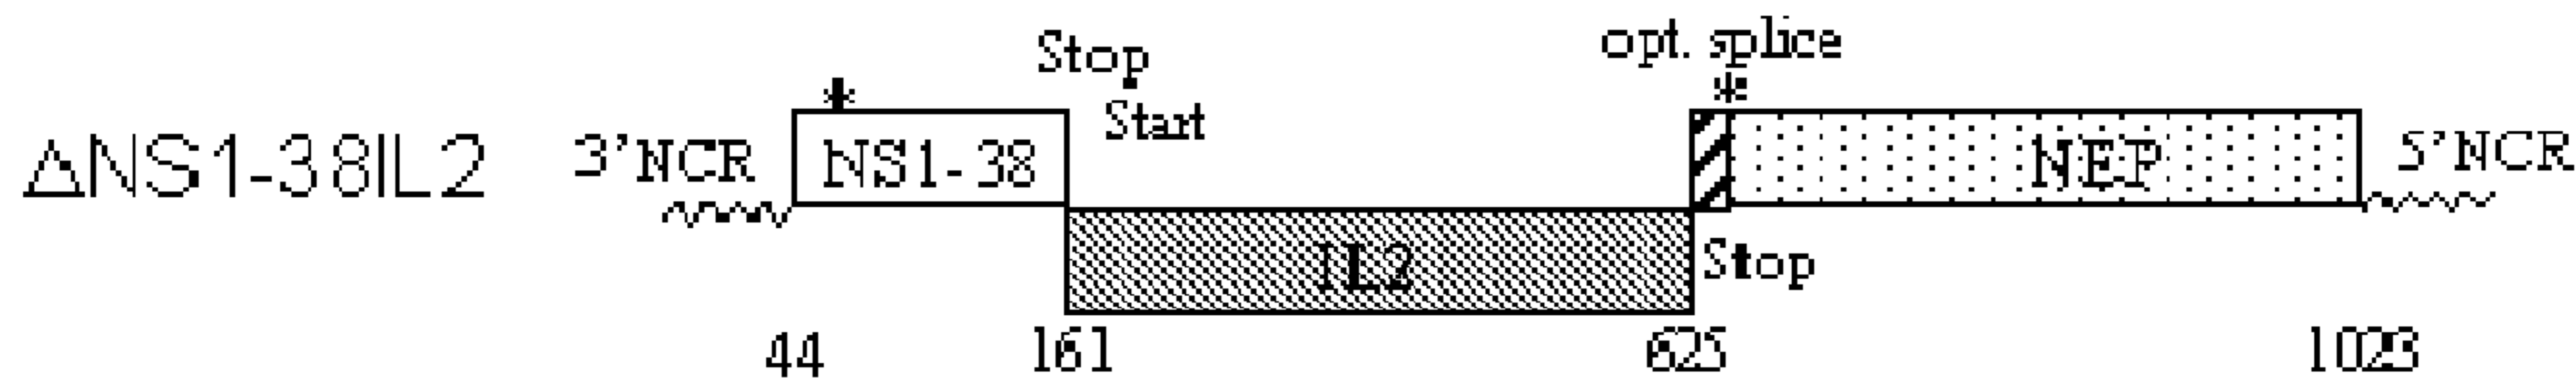 Stop
opt. splice
*
*
Start
ΔNS1-38IL2
3'NCR
NS1-38
NEP
5'NCR
IL2
Stop
44
161
625
1023